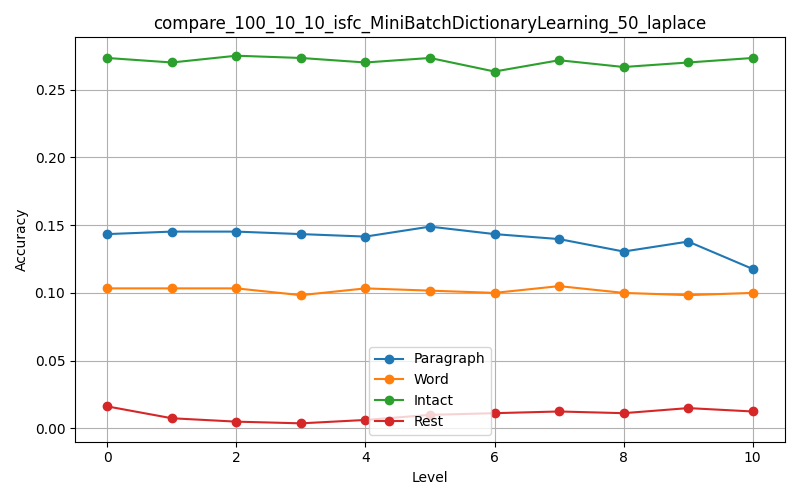 compare_100_10_10_isfc_MiniBatchDictionaryLearning_50_laplace
Accuracy
0.25
0.20
0.15
0.10
0.05
0.00
Paragraph
Word
Intact
Rest
0 2 4 6 8 10
Level